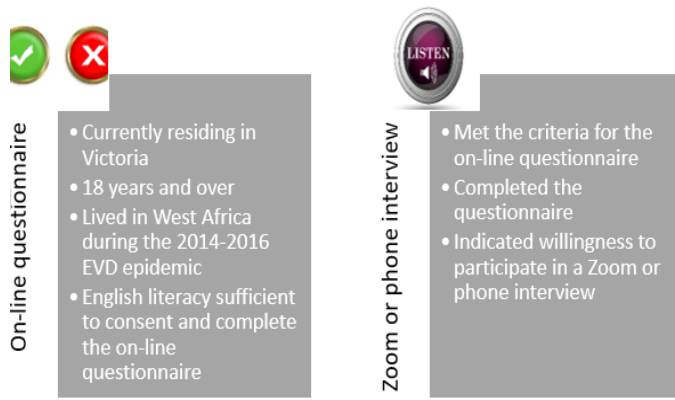 On-line questionnaire
• Currently residing in
Victoria
• 18 years and over
• Lived in West Africa
during the 2014-2016
EVD epidemic
• English literacy sufficient
to consent and complete
the on-line
questionnaire
LISTEN
Zoom or phone interview
• Met the criteria for the
on-line questionnaire
• Completed the
questionnaire
• Indicated willingness to
participate in a Zoom or
phone interview